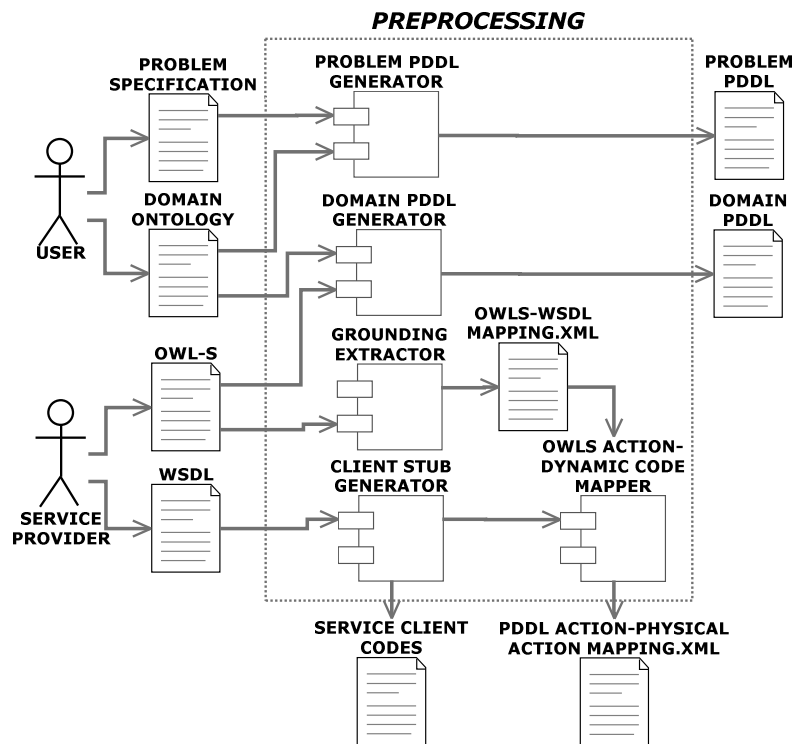 PREPROCESSING
PROBLEM
SPECIFICATION
PROBLEM PDDL
GENERATOR
PROBLEM
PDDL
DOMAIN
ONTOLOGY
DOMAIN PDDL
GENERATOR
DOMAIN
PDDL
USER
OWL-S
GROUNDING
EXTRACTOR
OWLS-WSDL
MAPPING.XML
WSDL
CLIENT STUB
GENERATOR
OWLS ACTION-
DYNAMIC CODE
MAPPER
SERVICE
PROVIDER
SERVICE CLIENT
CODES
PDDL ACTION-PHYSICAL
ACTION MAPPING.XML